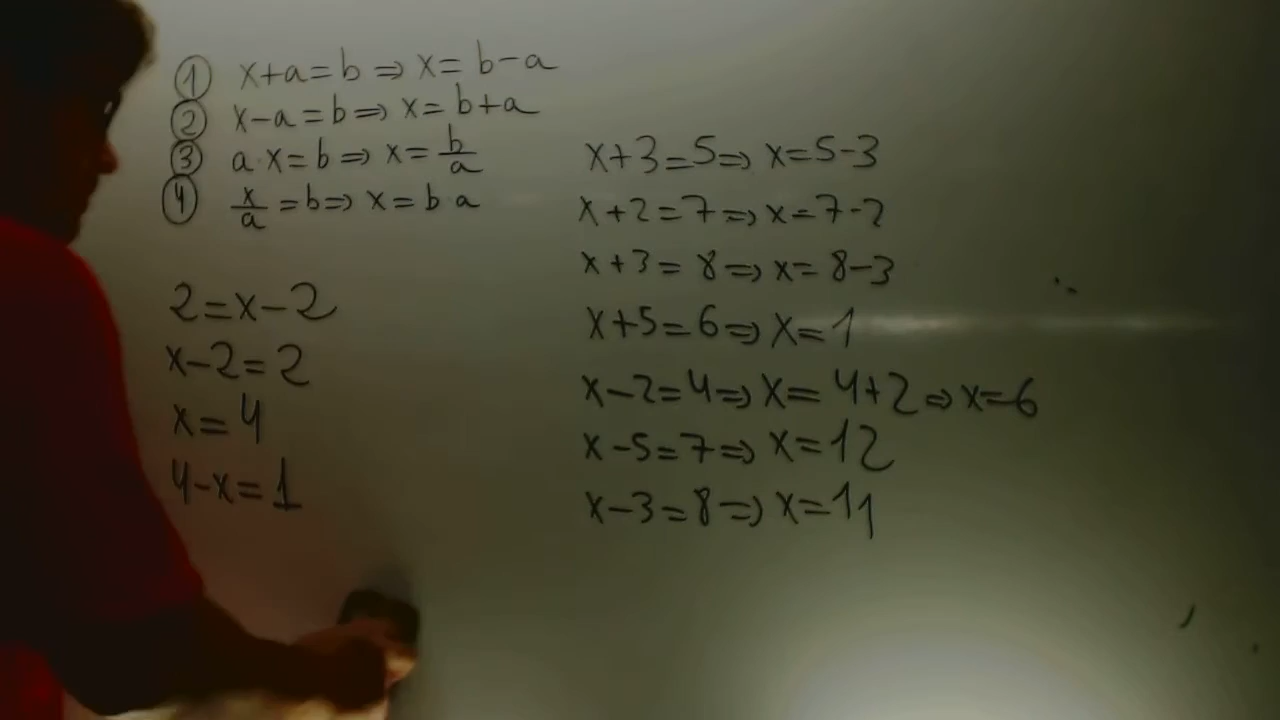 ① x+a=b⇒x=b-a
② x-a=b⇒x=b+a
③ a·x=b⇒x=b/a
④ x/a=b⇒x=b a
2=x-2
x-2=2
x=4
4-x=1
x+3=5⇒x=5-3
x+2=7⇒x=7-2
x+3=8⇒x=8-3
x+5=6⇒x=1
x-2=4⇒x=4+2⇒x=6
x-5=7⇒x=12
x-3=8⇒x=11